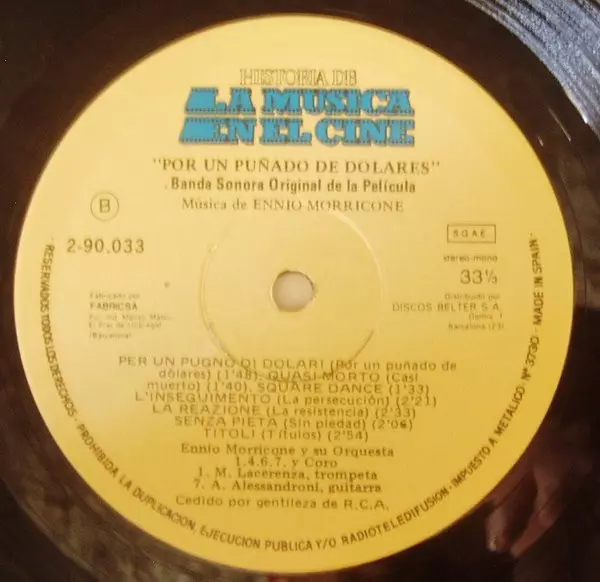 HISTORIA DE
LA MUSICA
EN EL CINE
"POR UN PUÑADO DE DOLARES"
Banda Sonora Original de la Película
Música de ENNIO MORRICONE
B
SGAE
2-90.033
stereo-mono
33⅓
Fabricado por
FABRICSA
Distribuido por
DISCOS BELTER S.A.
(Barcelona)
Barcelona
PER UN PUGNO DI DOLARI (Por un puñado de
dólares) (1'48), QUASI MORTO (Casi
muerto) (1'40), SQUARE DANCE (1'33)
L'INSEGUIMENTO (La persecución) (2'21)
LA REAZIONE (La resistencia) (2'33)
SENZA PIETA (Sin piedad) (2'06)
TITOLI (Títulos) (2'54)
Ennio Morricone y su Orquesta
1.4.6.7. y Coro
1. M. Lacerenza, trompeta
7. A. Alessandroni, guitarra
Cedido por gentileza de R.C.A.
RESERVADOS TODOS LOS DERECHOS - PROHIBIDA LA DUPLICACION, EJECUCION PUBLICA Y/O RADIOTELEDIFUSION - IMPUESTO A METALICO: Nº 3790 - MADE IN SPAIN